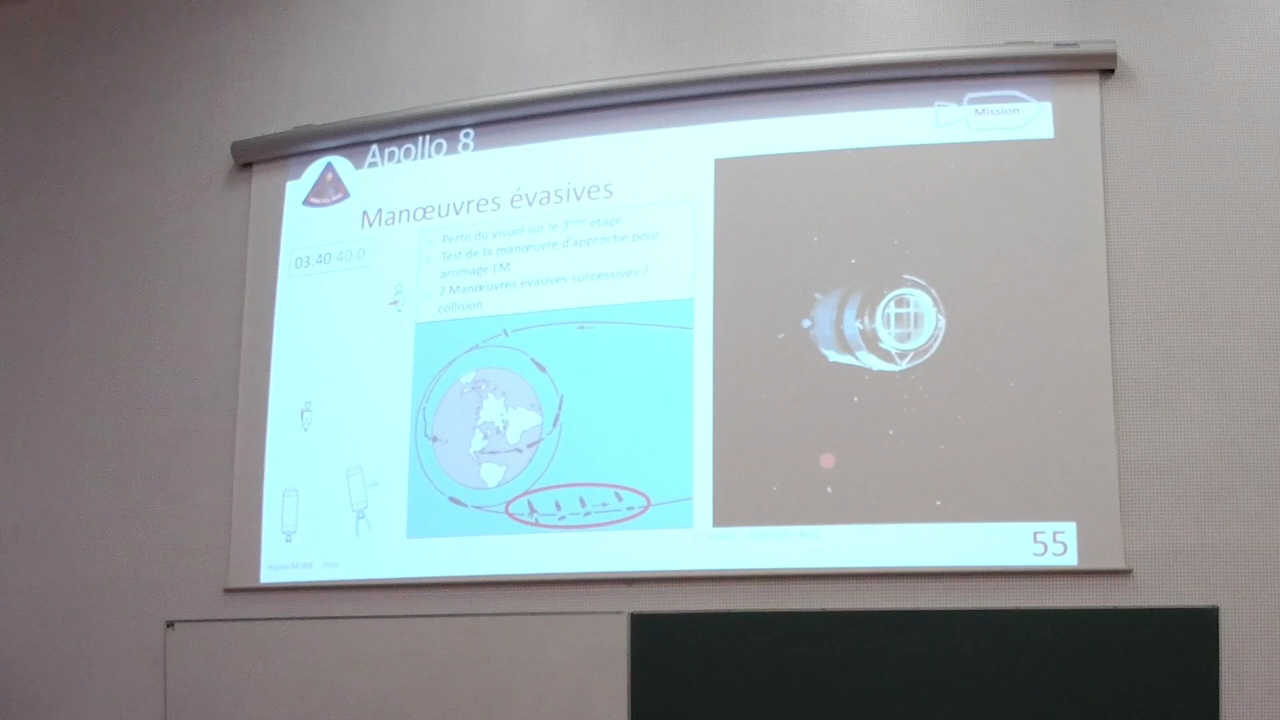 Apollo 8
Mission
Manœuvres évasives
03:40:40.0
Perte du visuel sur le 3ème étage
Test de la manœuvre d'approche pour
arrimage LM
2 Manœuvres évasives successives /
collision
55